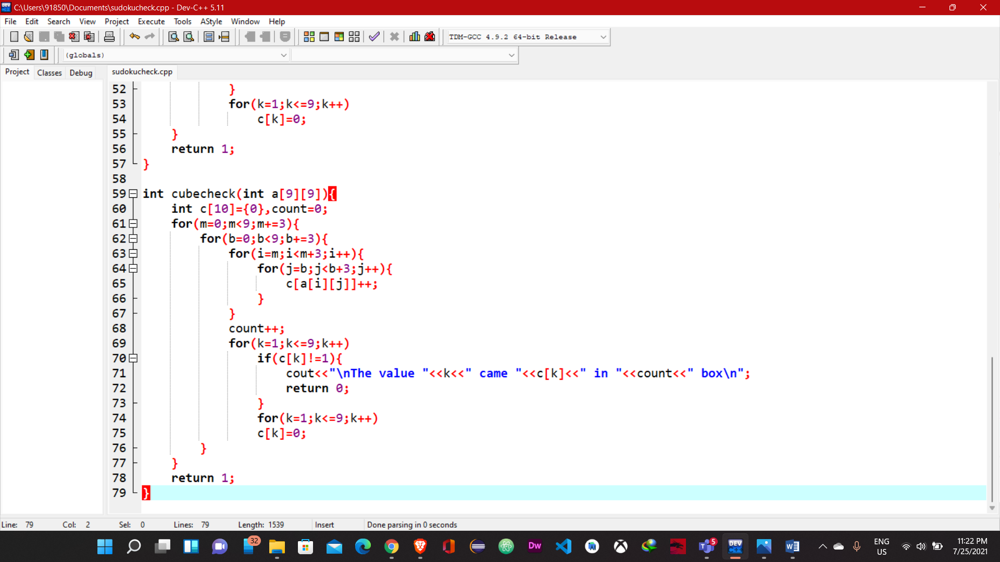 C:\Users\91850\Documents\sudokucheck.cpp - Dev-C++ 5.11
File Edit Search View Project Execute Tools AStyle Window Help
TDM-GCC 4.9.2 64-bit Release
(globals)
Project Classes Debug
sudokucheck.cpp
52 }
53 for(k=1;k<=9;k++)
54 c[k]=0;
55 }
56 return 1;
57 }
58
59 int cubecheck(int a[9][9]){
60 int c[10]={0},count=0;
61 for(m=0;m<9;m+=3){
62 for(b=0;b<9;b+=3){
63 for(i=m;i<m+3;i++){
64 for(j=b;j<b+3;j++){
65 c[a[i][j]]++;
66 }
67 }
68 count++;
69 for(k=1;k<=9;k++)
70 if(c[k]!=1){
71 cout<<"\nThe value "<<k<<" came "<<c[k]<<" in "<<count<<" box\n";
72 return 0;
73 }
74 for(k=1;k<=9;k++)
75 c[k]=0;
76 }
77 }
78 return 1;
79 }
Line: 79 Col: 2 Sel: 0 Lines: 79 Length: 1539 Insert Done parsing in 0 seconds
32
Dw
5
DEV
ENG
US
11:22 PM
7/25/2021